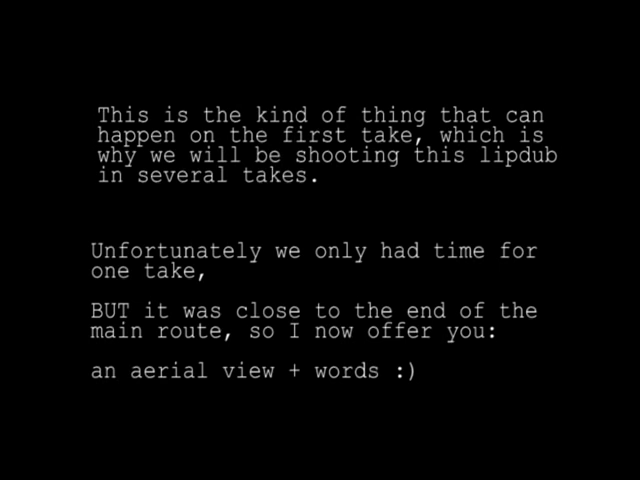 This is the kind of thing that can
happen on the first take, which is
why we will be shooting this lipdub
in several takes.
Unfortunately we only had time for
one take,
BUT it was close to the end of the
main route, so I now offer you:
an aerial view + words :)